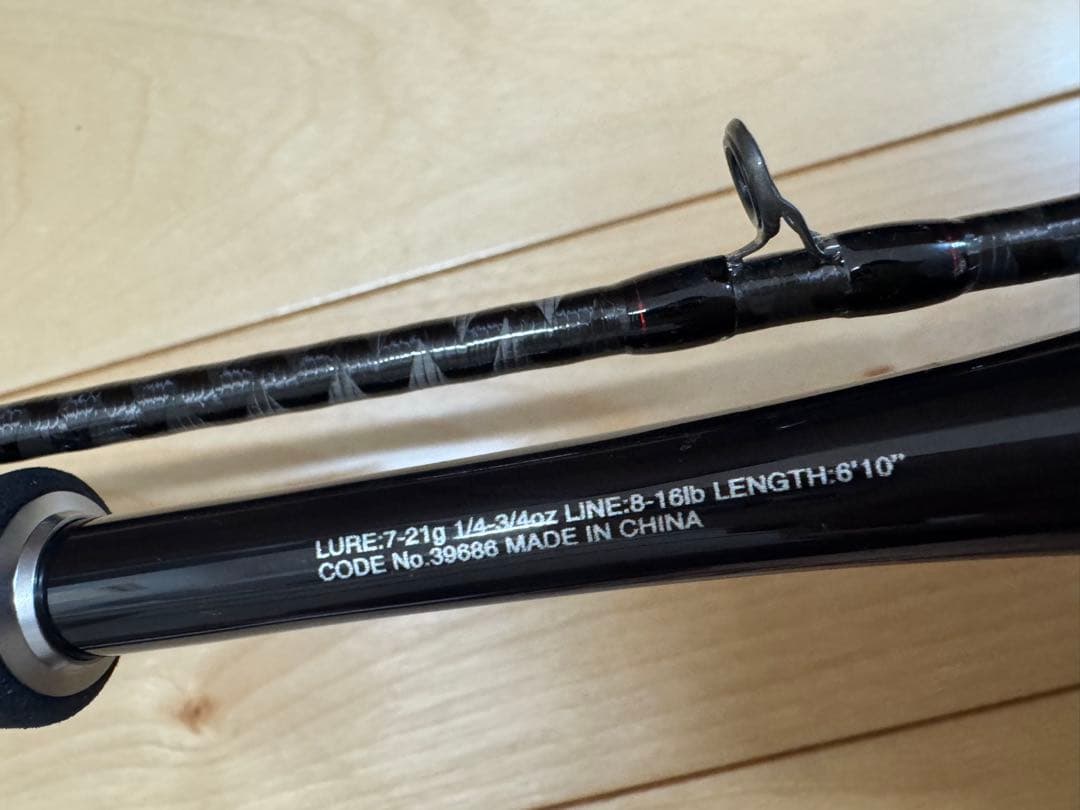 LURE:7-21g 1/4-3/4oz LINE:8-16lb LENGTH:6'10"
CODE No.39686 MADE IN CHINA